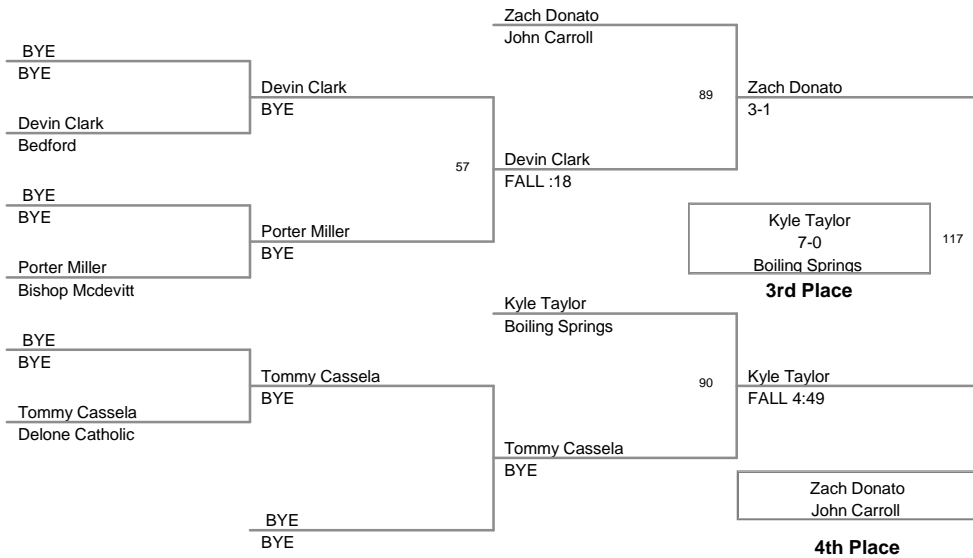 Zach Donato
John Carroll
BYE
BYE
Devin Clark
BYE
89
Zach Donato
3-1
Devin Clark
Bedford
57
Devin Clark
FALL :18
BYE
BYE
Porter Miller
BYE
Kyle Taylor
7-0
Boiling Springs
117
3rd Place
Porter Miller
Bishop Mcdevitt
Kyle Taylor
Boiling Springs
BYE
BYE
Tommy Cassela
BYE
90
Kyle Taylor
FALL 4:49
Tommy Cassela
Delone Catholic
Tommy Cassela
BYE
Zach Donato
John Carroll
4th Place
BYE
BYE